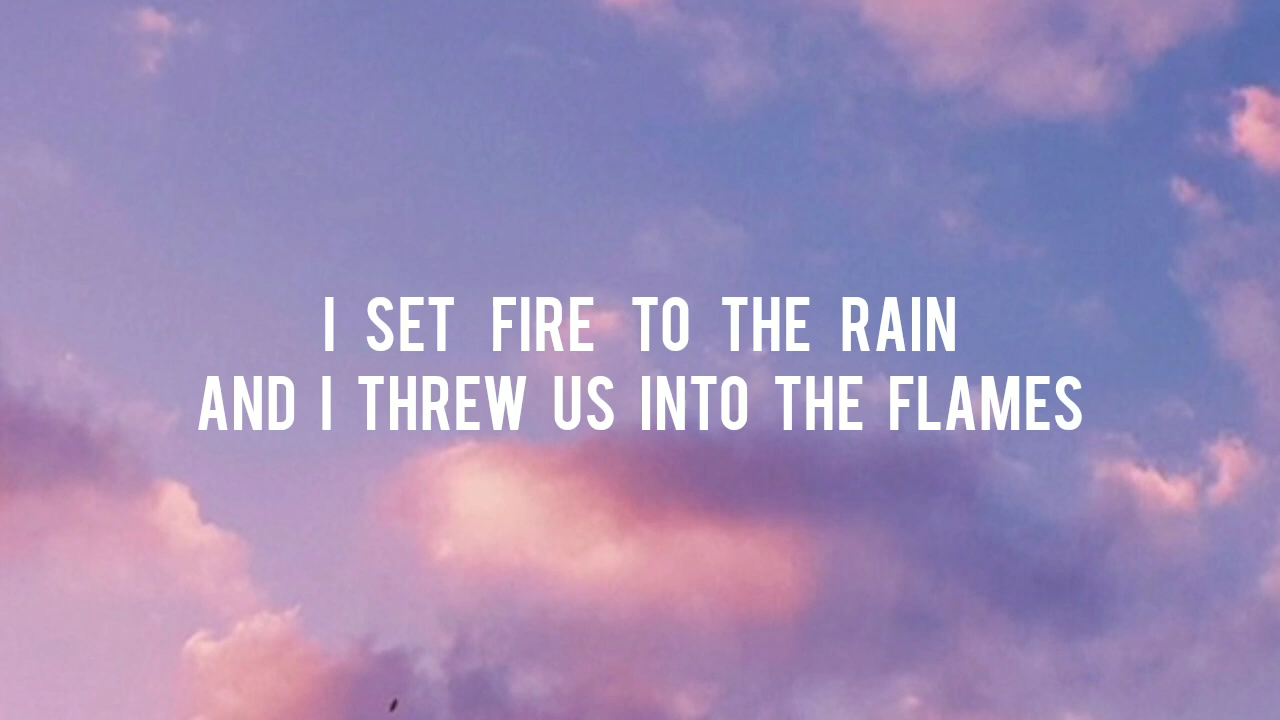 I SET FIRE TO THE RAIN
AND I THREW US INTO THE FLAMES